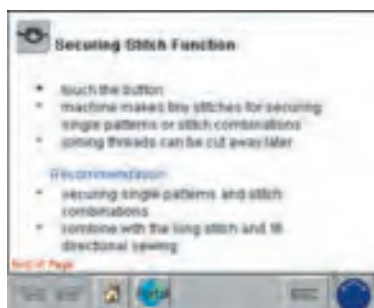 Securing Stitch Function
touch the button
machine makes tiny stitches for securing
single patterns or stitch combinations
joining threads can be cut away later
Recommendation
securing single patterns and stitch
combinations
combine with the long stitch and 16
directional sewing
End of Page